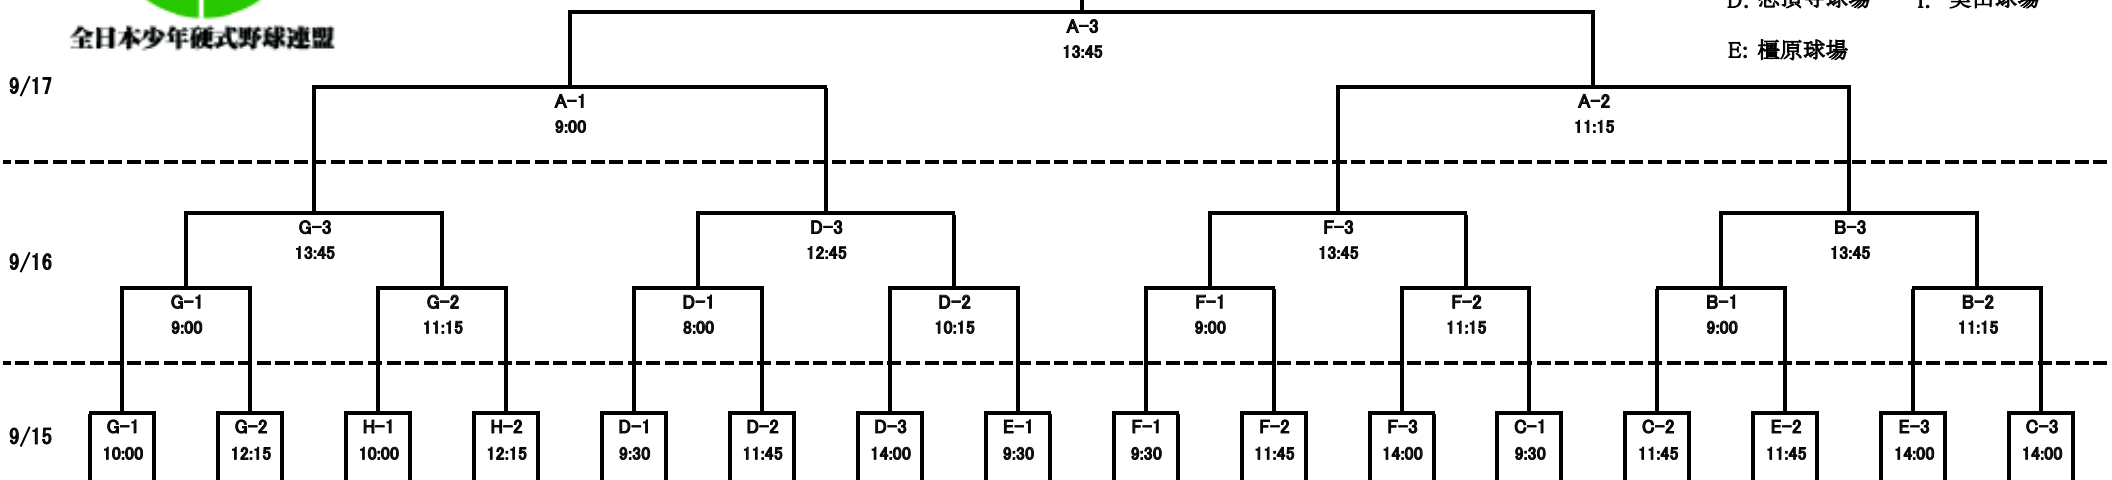 全日本少年硬式野球連盟
E: 橿原球場
A-3
13:45
9/17
A-1
9:00
A-2
11:15
9/16
G-3
13:45
D-3
12:45
F-3
13:45
B-3
13:45
G-1
9:00
G-2
11:15
D-1
8:00
D-2
10:15
F-1
9:00
F-2
11:15
B-1
9:00
B-2
11:15
9/15
G-1
10:00
G-2
12:15
H-1
10:00
H-2
12:15
D-1
9:30
D-2
11:45
D-3
14:00
E-1
9:30
F-1
9:30
F-2
11:45
F-3
14:00
C-1
9:30
C-2
11:45
E-2
11:45
E-3
14:00
C-3
14:00